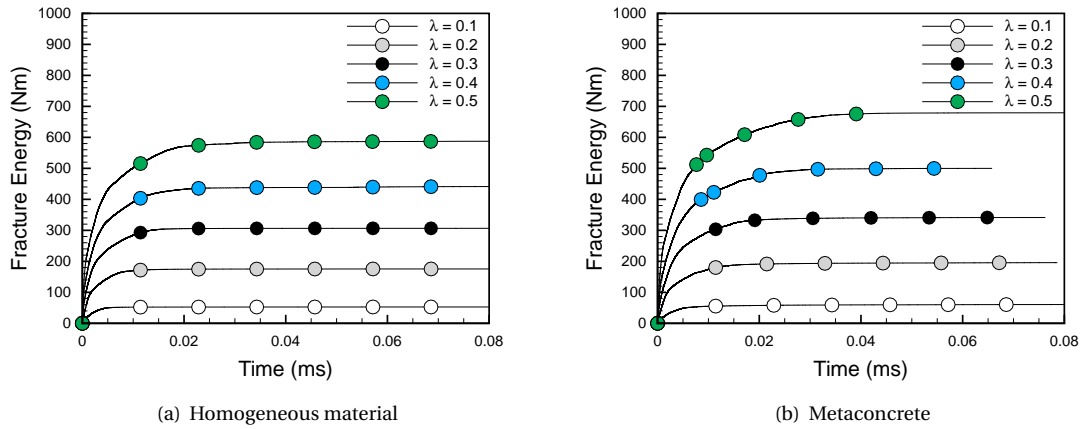 1000
900
800
700
600
500
400
300
200
100
0
Fracture Energy (Nm)
λ = 0.1
λ = 0.2
λ = 0.3
λ = 0.4
λ = 0.5
0 0.02 0.04 0.06 0.08
Time (ms)
(a) Homogeneous material
1000
900
800
700
600
500
400
300
200
100
0
Fracture Energy (Nm)
λ = 0.1
λ = 0.2
λ = 0.3
λ = 0.4
λ = 0.5
0 0.02 0.04 0.06 0.08
Time (ms)
(b) Metaconcrete